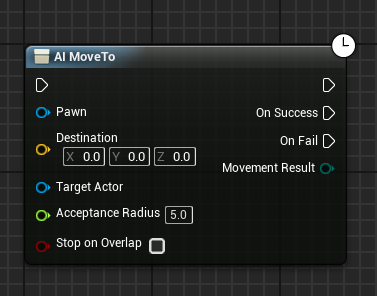 AI MoveTo
Pawn
On Success
Destination
On Fail
X 0.0 Y 0.0 Z 0.0
Movement Result
Target Actor
Acceptance Radius 5.0
Stop on Overlap